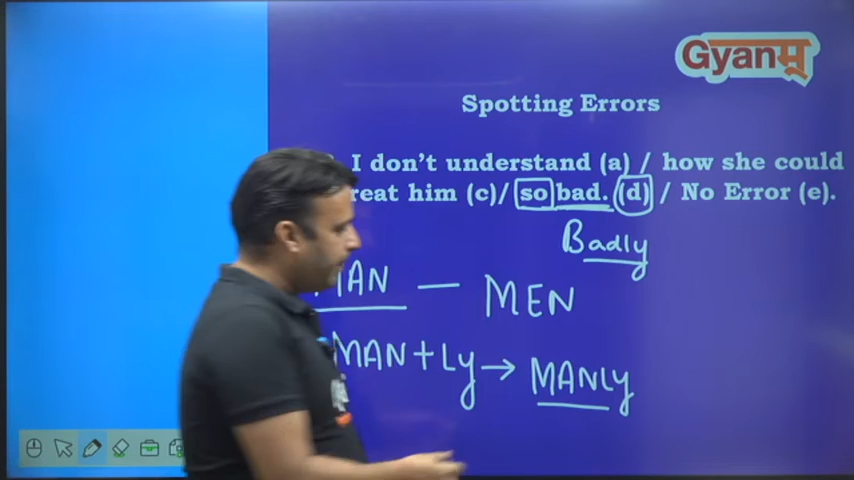 Gyanम्
Spotting Errors
I don't understand (a) / how she could
reat him (c)/ so bad. (d) / No Error (e).
Badly
MAN — MEN
MAN + Ly → MANLY